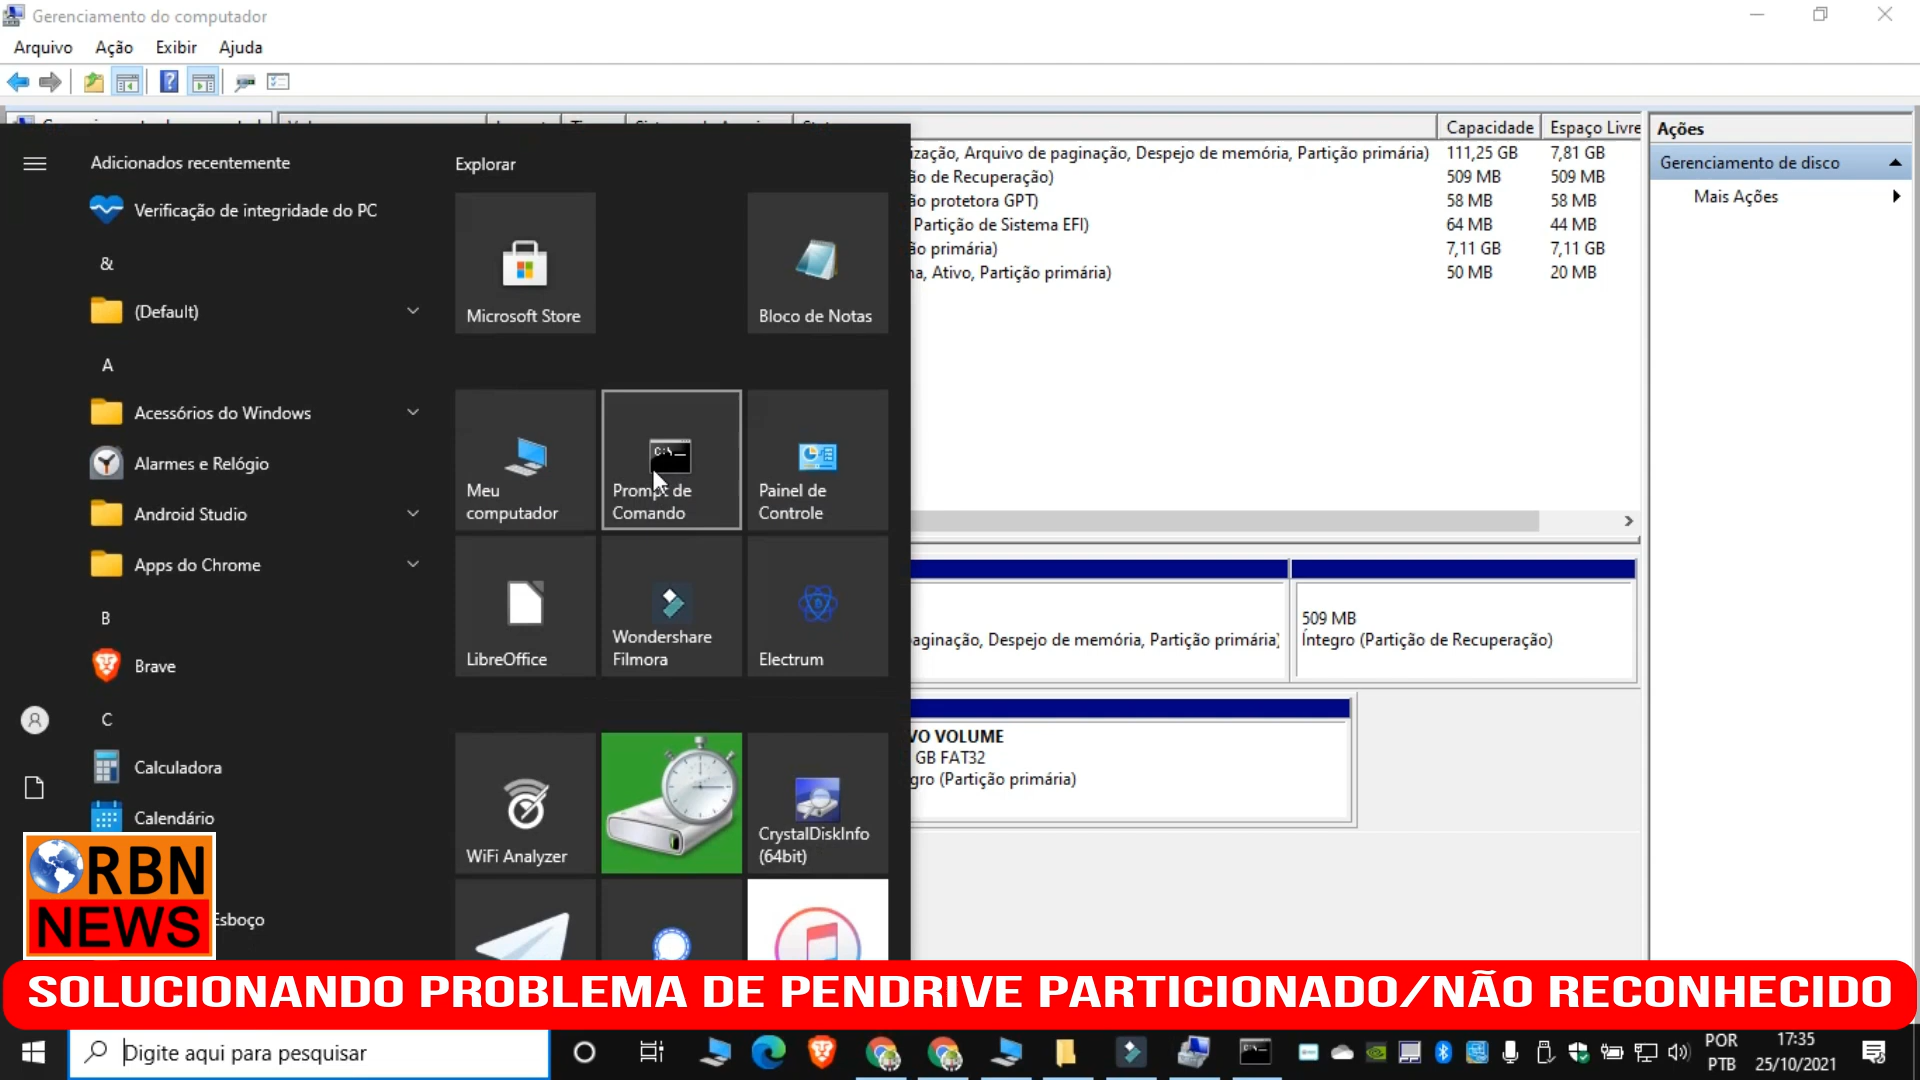 Gerenciamento do computador
Arquivo Ação Exibir Ajuda
Capacidade Espaço Livre
Ações
ização, Arquivo de paginação, Despejo de memória, Partição primária) 111,25 GB 7,81 GB
ão de Recuperação) 509 MB 509 MB
ão protetora GPT) 58 MB 58 MB
Partição de Sistema EFI) 64 MB 44 MB
ão primária) 7,11 GB 7,11 GB
na, Ativo, Partição primária) 50 MB 20 MB
Gerenciamento de disco
Mais Ações
Adicionados recentemente
Verificação de integridade do PC
&
(Default)
A
Acessórios do Windows
Alarmes e Relógio
Android Studio
Apps do Chrome
B
Brave
C
Calculadora
Calendário
Esboço
Explorar
Microsoft Store
Bloco de Notas
Meu computador
C:\
Prompt de Comando
Painel de Controle
LibreOffice
Wondershare Filmora
Electrum
WiFi Analyzer
CrystalDiskInfo (64bit)
aginação, Despejo de memória, Partição primária)
509 MB
Íntegro (Partição de Recuperação)
VO VOLUME
GB FAT32
gro (Partição primária)
RBN
NEWS
SOLUCIONANDO PROBLEMA DE PENDRIVE PARTICIONADO/NÃO RECONHECIDO
Digite aqui para pesquisar
POR
PTB
17:35
25/10/2021